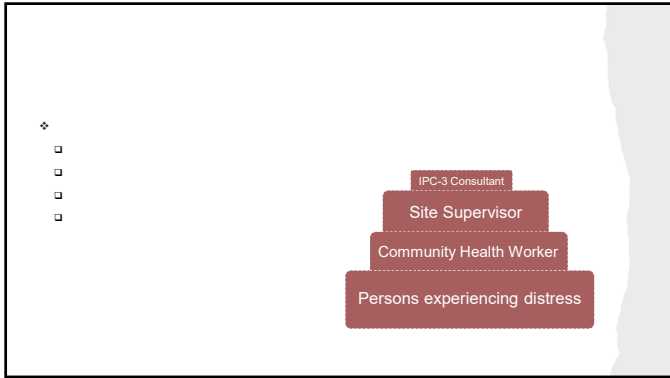 IPC-3 Consultant
Site Supervisor
Community Health Worker
Persons experiencing distress